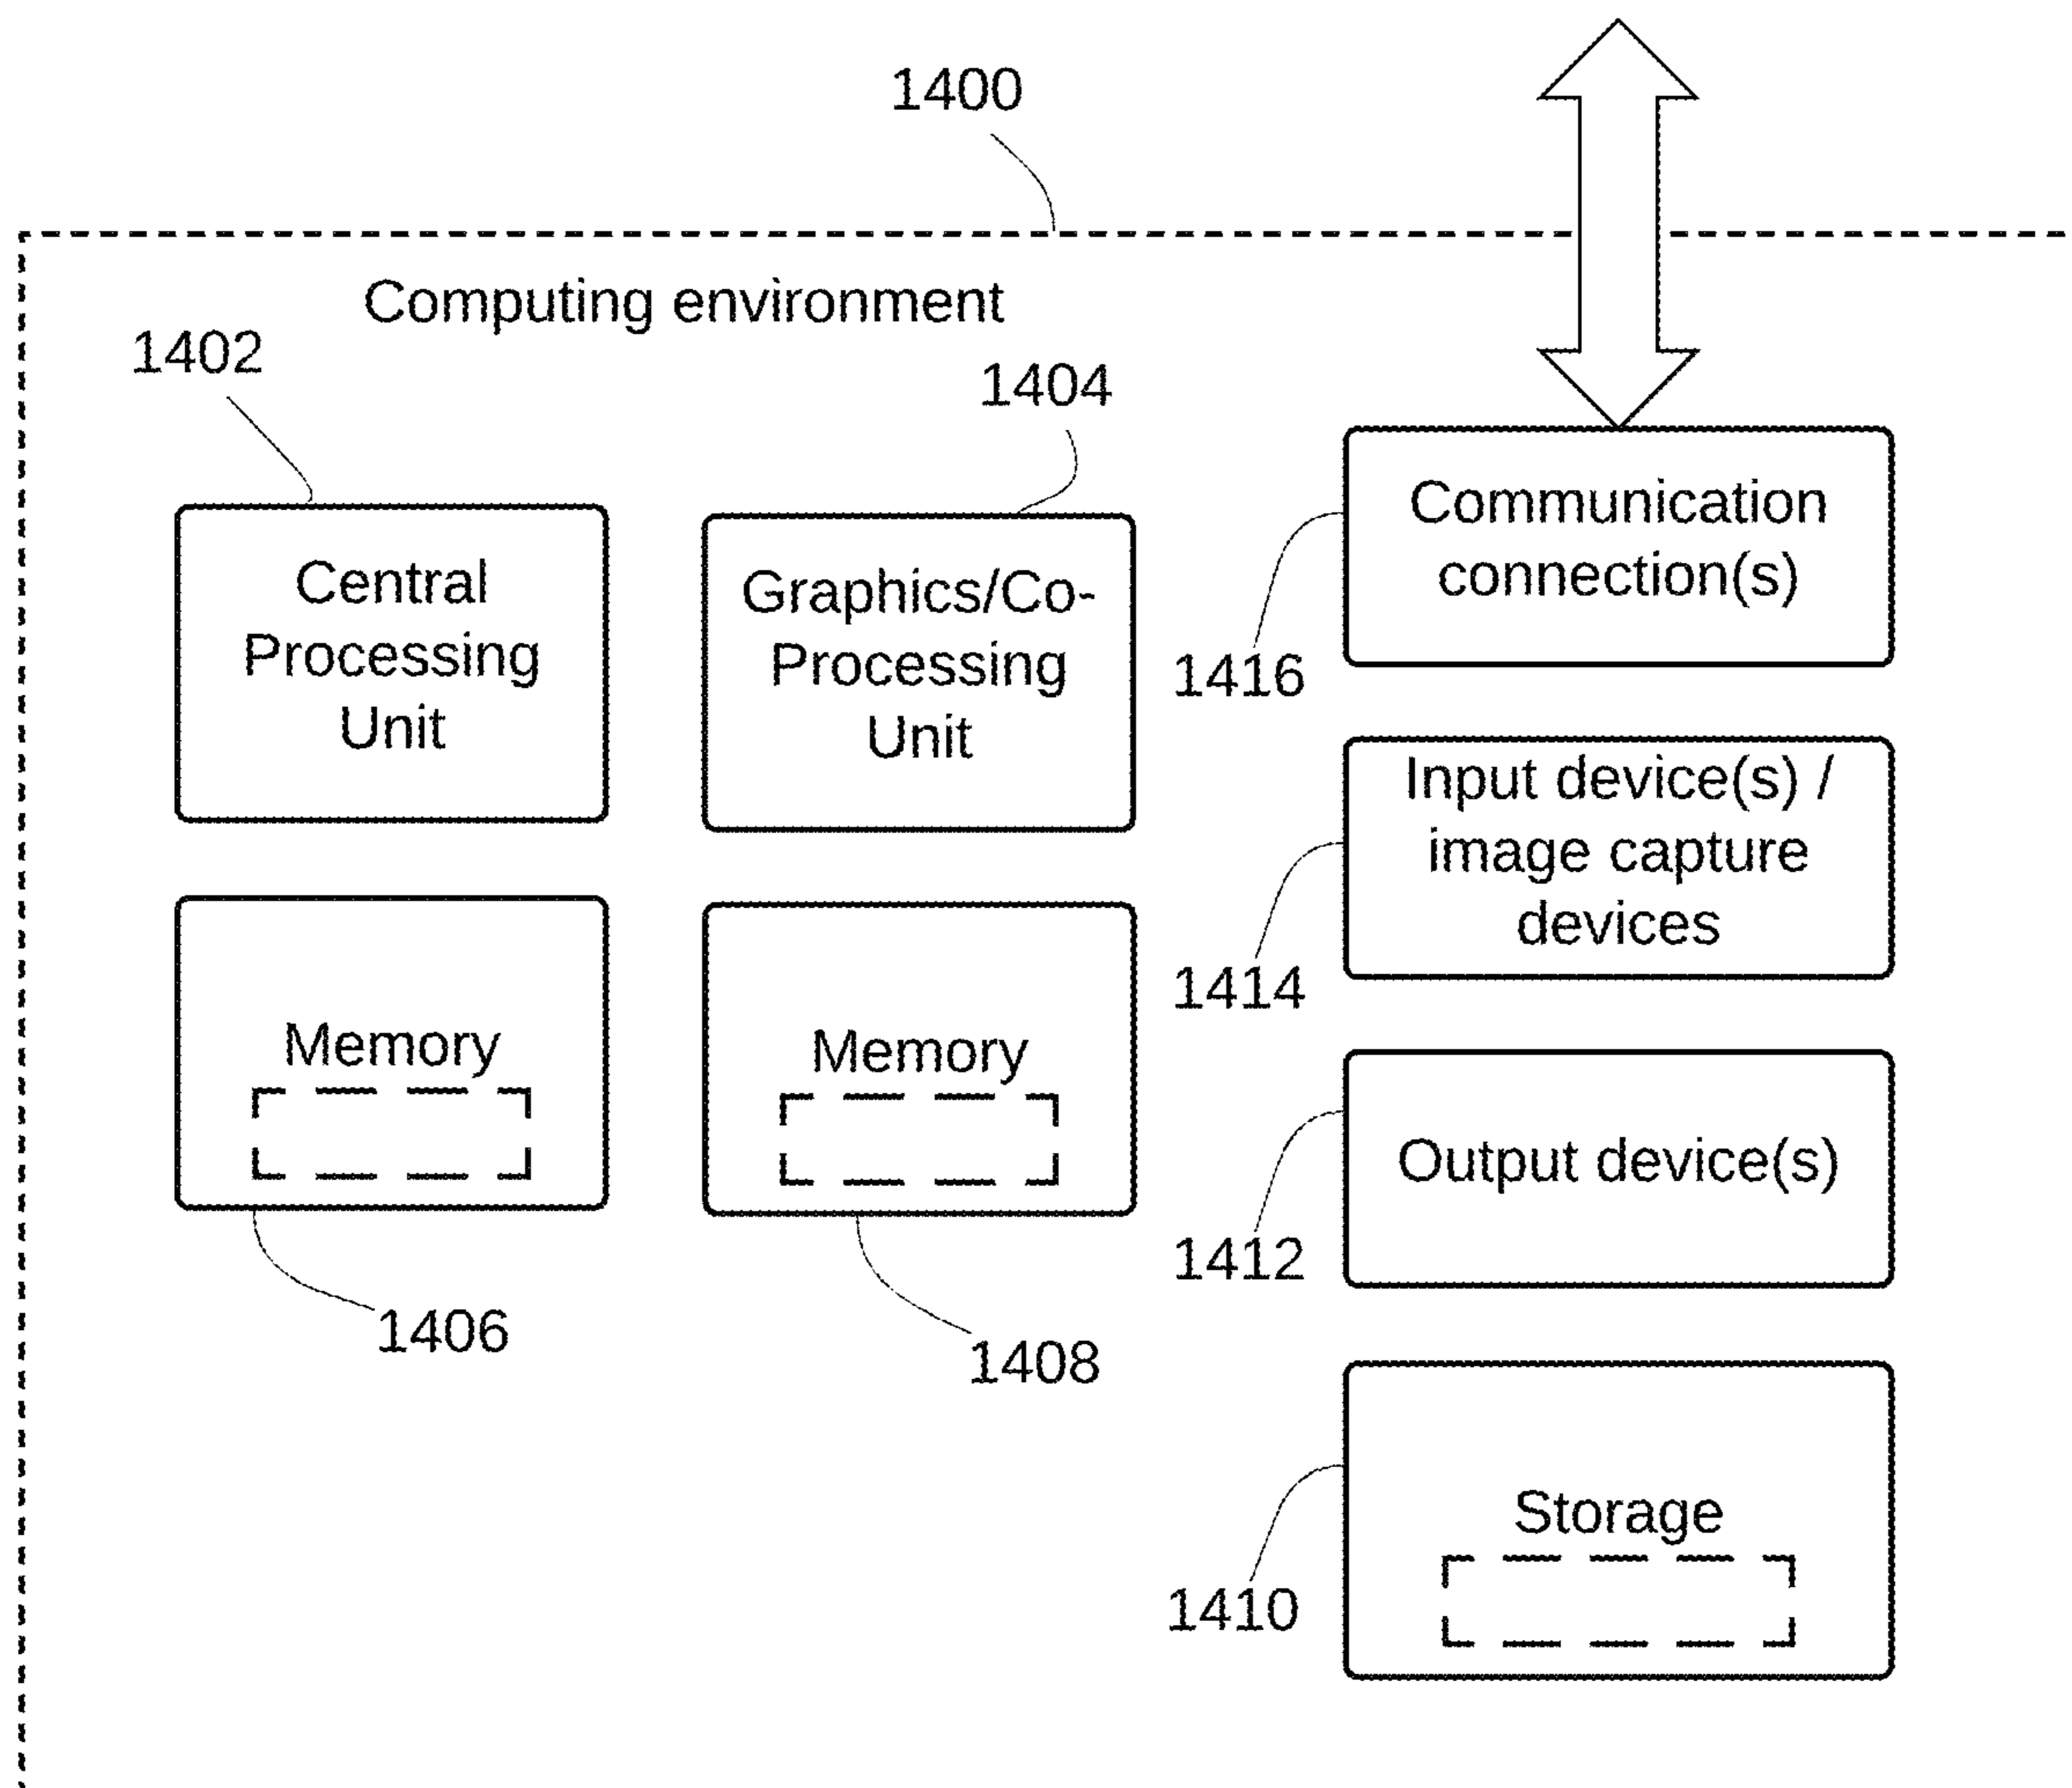 1400
Computing environment
1402
1404
Central
Processing
Unit
Graphics/Co-
Processing
Unit
Communication
connection(s)
1416
Input device(s) /
image capture
devices
1414
Memory
Memory
Output device(s)
1412
1406
1408
Storage
1410